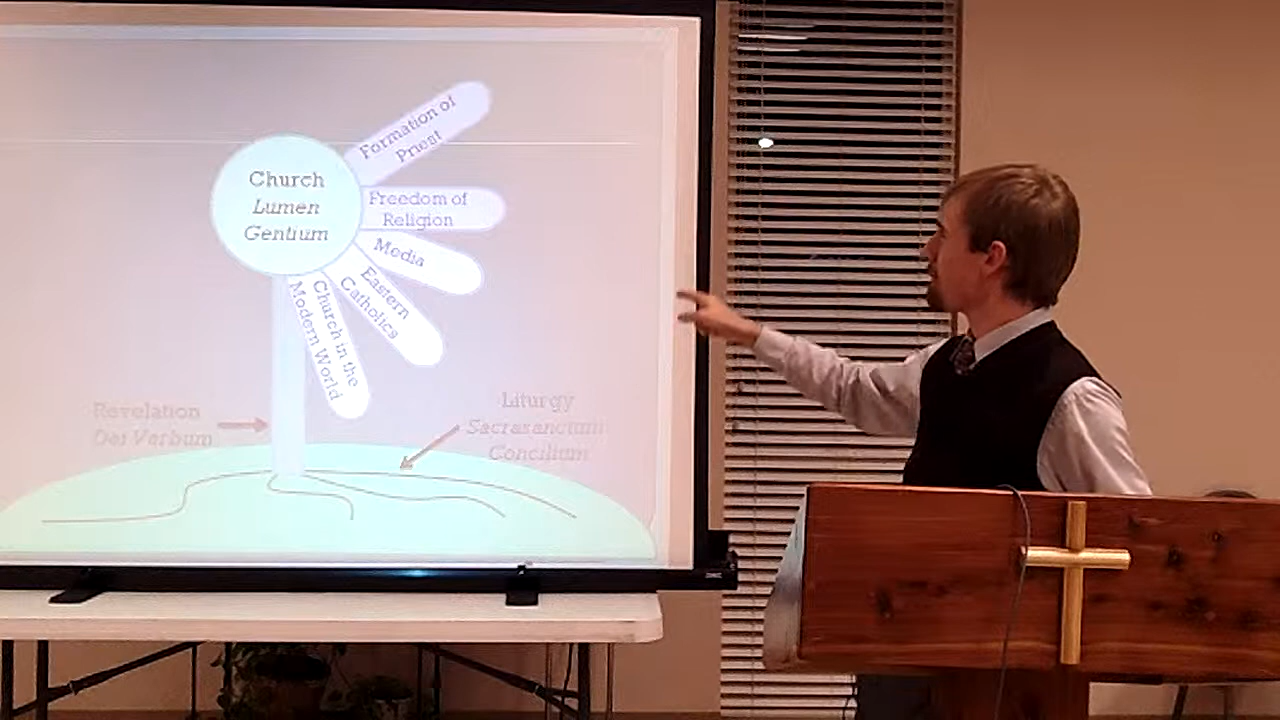 Formation of
Priest
Church
Lumen
Gentium
Freedom of
Religion
Media
Eastern
Catholics
Church in the
Modern World
Revelation
Dei Verbum
Liturgy
Sacrasanctum
Concilium